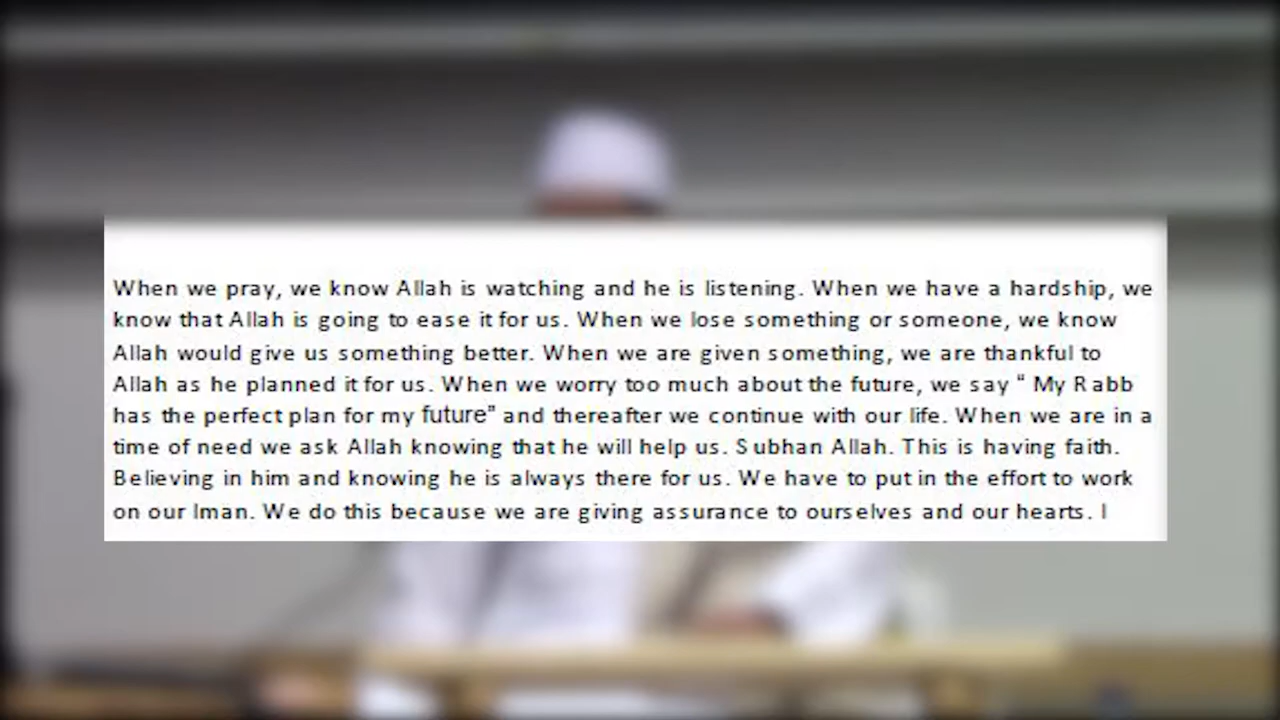 When we pray, we know Allah is watching and he is listening. When we have a hardship, we
know that Allah is going to ease it for us. When we lose something or someone, we know
Allah would give us something better. When we are given something, we are thankful to
Allah as he planned it for us. When we worry too much about the future, we say “ My Rabb
has the perfect plan for my future” and thereafter we continue with our life. When we are in a
time of need we ask Allah knowing that he will help us. Subhan Allah. This is having faith.
Believing in him and knowing he is always there for us. We have to put in the effort to work
on our Iman. We do this because we are giving assurance to ourselves and our hearts. I